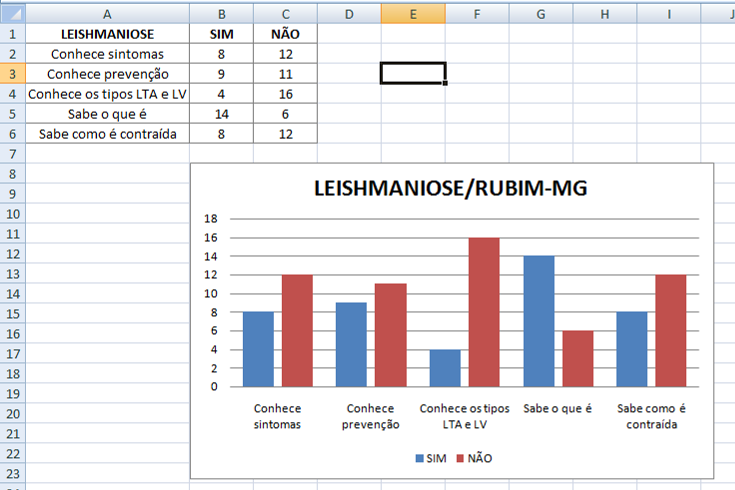 A B C D E F G H I J
1 LEISHMANIOSE SIM NÃO
2 Conhece sintomas 8 12
3 Conhece prevenção 9 11
4 Conhece os tipos LTA e LV 4 16
5 Sabe o que é 14 6
6 Sabe como é contraída 8 12
7
8
9
10
11
12
13
14
15
16
17
18
19
20
21
22
23
LEISHMANIOSE/RUBIM-MG
18
16
14
12
10
8
6
4
2
0
Conhece sintomas
Conhece prevenção
Conhece os tipos LTA e LV
Sabe o que é
Sabe como é contraída
SIM NÃO